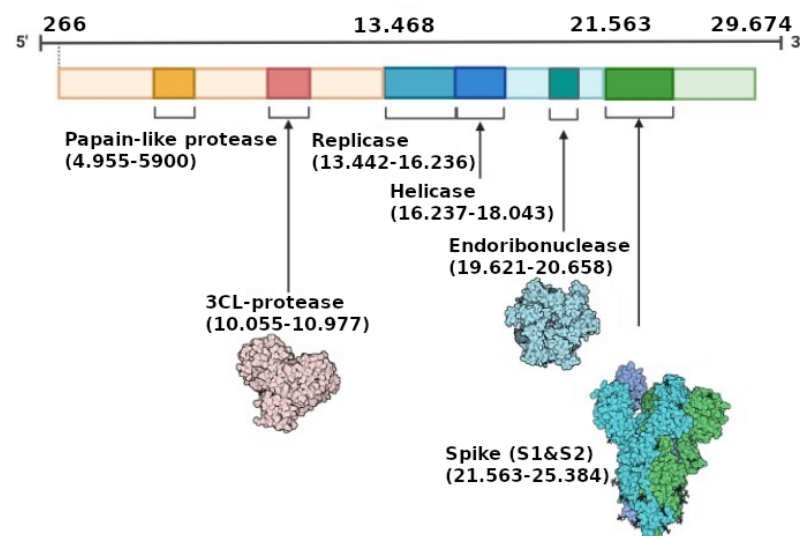 266 13.468 21.563 29.674
5' 3
Papain-like protease
(4.955-5900)
Replicase
(13.442-16.236)
Helicase
(16.237-18.043)
Endoribonuclease
(19.621-20.658)
3CL-protease
(10.055-10.977)
Spike (S1&S2)
(21.563-25.384)